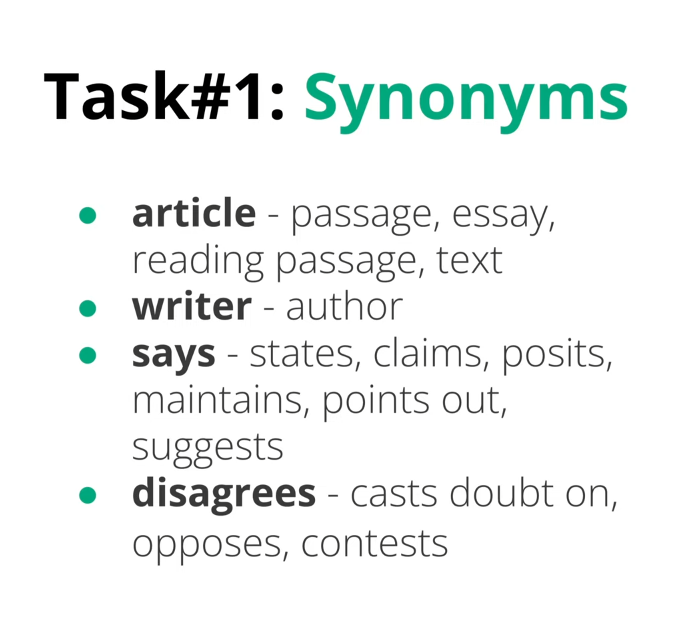 Task#1: Synonyms
● article - passage, essay,
reading passage, text
● writer - author
● says - states, claims, posits,
maintains, points out,
suggests
● disagrees - casts doubt on,
opposes, contests